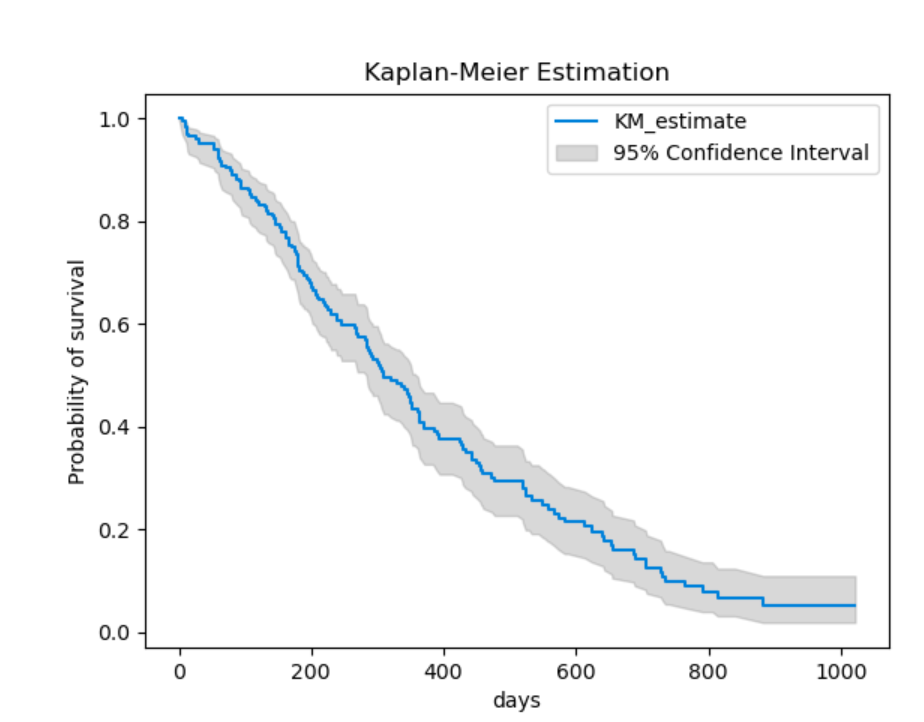 Kaplan-Meier Estimation
KM_estimate
95% Confidence Interval
Probability of survival
1.0
0.8
0.6
0.4
0.2
0.0
0 200 400 600 800 1000
days